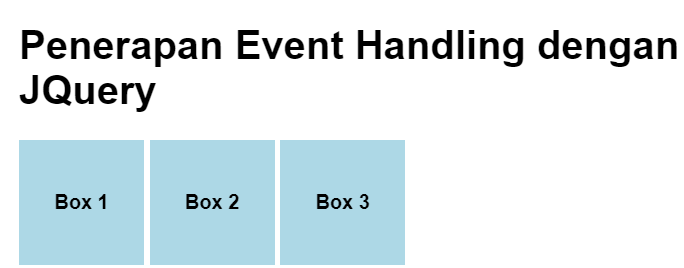 Penerapan Event Handling dengan
JQuery
Box 1 Box 2 Box 3